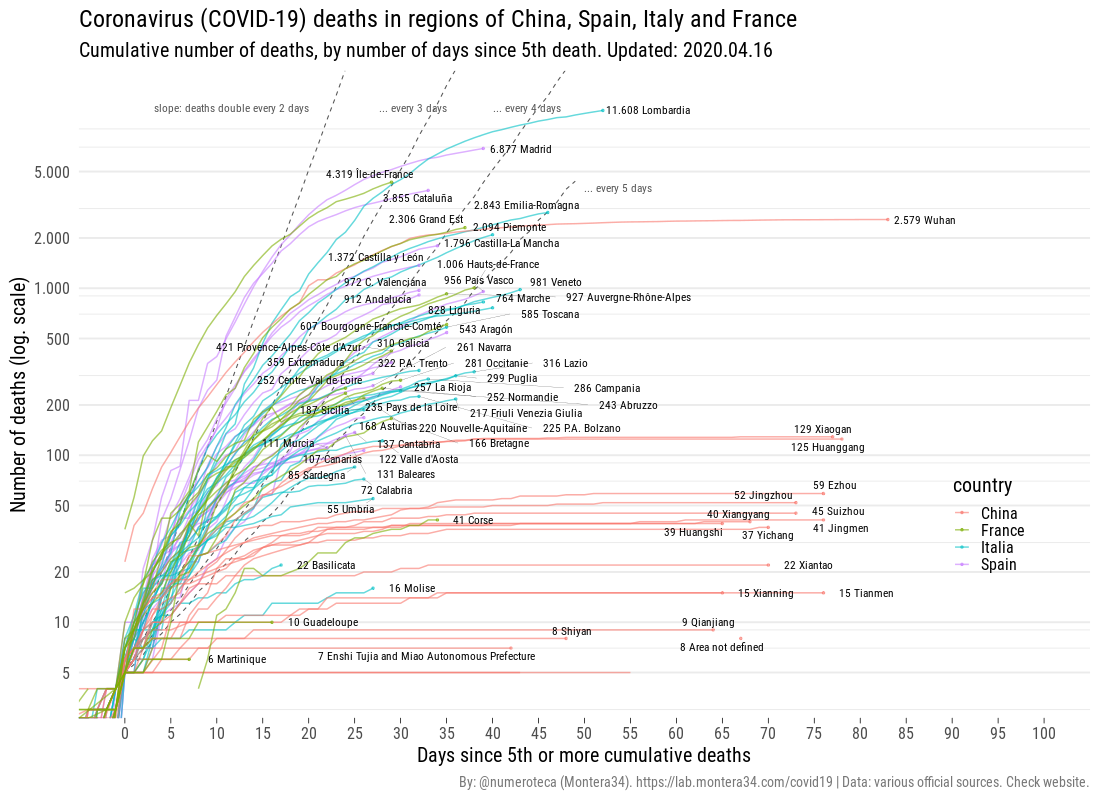 Coronavirus (COVID-19) deaths in regions of China, Spain, Italy and France
Cumulative number of deaths, by number of days since 5th death. Updated: 2020.04.16
slope: deaths double every 2 days
... every 3 days
... every 4 days
11.608 Lombardia
6.877 Madrid
4.319 Île-de-France
... every 5 days
3.855 Cataluña
2.843 Emilia-Romagna
2.306 Grand Est
2.579 Wuhan
2.094 Piemonte
1.796 Castilla-La Mancha
1.372 Castilla y León
1.006 Hauts-de-France
972 C. Valenciana
956 País Vasco
981 Veneto
912 Andalucía
764 Marche
927 Auvergne-Rhône-Alpes
828 Liguria
585 Toscana
607 Bourgogne-Franche-Comté
543 Aragón
421 Provence-Alpes-Côte d'Azur
310 Galicia
261 Navarra
359 Extremadura
322 P.A. Trento
281 Occitanie
316 Lazio
252 Centre-Val de Loire
299 Puglia
257 La Rioja
286 Campania
252 Normandie
243 Abruzzo
187 Sicilia
235 Pays de la Loire
217 Friuli Venezia Giulia
168 Asturias
220 Nouvelle-Aquitaine
225 P.A. Bolzano
129 Xiaogan
111 Murcia
137 Cantabria
166 Bretagne
125 Huanggang
107 Canarias
122 Valle d'Aosta
85 Sardegna
131 Baleares
72 Calabria
59 Ezhou
52 Jingzhou
55 Umbria
45 Suizhou
41 Corse
40 Xiangyang
41 Jingmen
39 Huangshi
37 Yichang
22 Basilicata
22 Xiantao
16 Molise
15 Xianning
15 Tianmen
10 Guadeloupe
9 Qianjiang
8 Shiyan
8 Area not defined
6 Martinique
7 Enshi Tujia and Miao Autonomous Prefecture
country
China
France
Italia
Spain
Number of deaths (log. scale)
5.000
2.000
1.000
500
200
100
50
20
10
5
0 5 10 15 20 25 30 35 40 45 50 55 60 65 70 75 80 85 90 95 100
Days since 5th or more cumulative deaths
By: @numeroteca (Montera34). https://lab.montera34.com/covid19 | Data: various official sources. Check website.